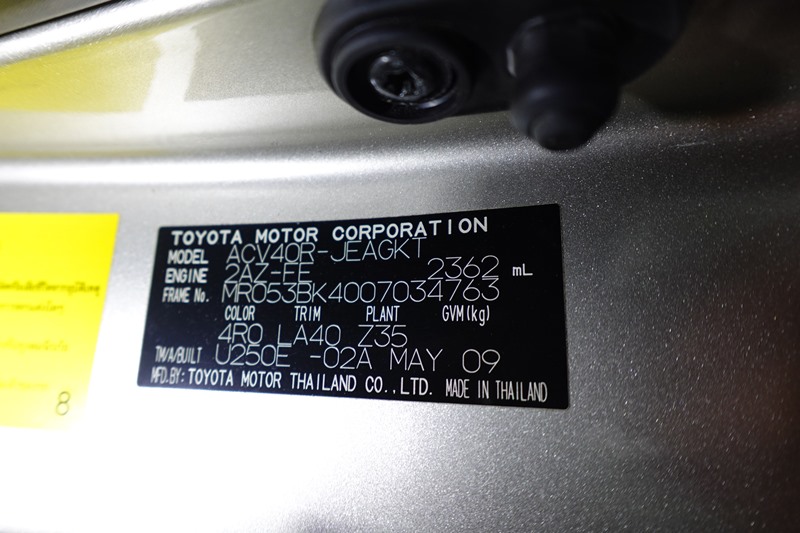 TOYOTA MOTOR CORPORATION
MODEL ACV40R-JEAGKT
ENGINE 2AZ-FE 2362 mL
FRAME No. MR053BK4007034763
COLOR TRIM PLANT GVM(kg)
4R0 LA40 Z35
TM/A/BUILT U250E -02A MAY 09
MFD.BY: TOYOTA MOTOR THAILAND CO.,LTD. MADE IN THAILAND
8